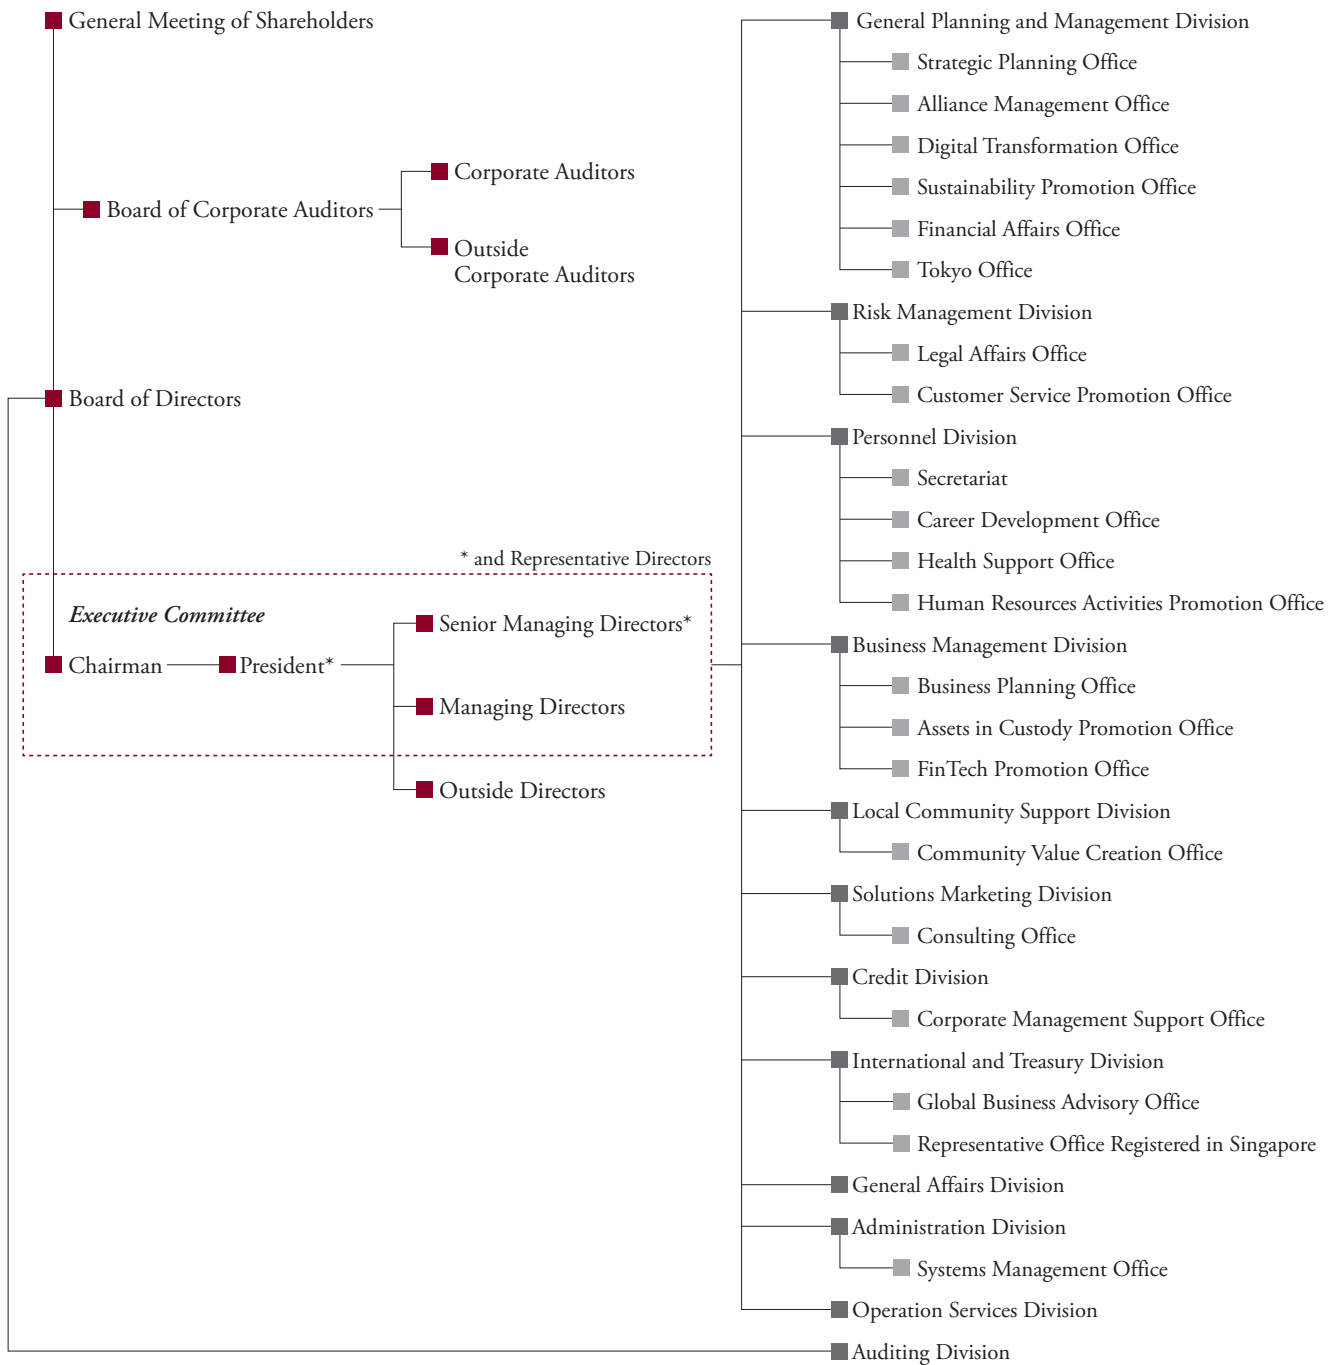 General Meeting of Shareholders
Board of Corporate Auditors
Corporate Auditors
Outside
Corporate Auditors
Board of Directors
* and Representative Directors
Executive Committee
Chairman
President*
Senior Managing Directors*
Managing Directors
Outside Directors
General Planning and Management Division
Strategic Planning Office
Alliance Management Office
Digital Transformation Office
Sustainability Promotion Office
Financial Affairs Office
Tokyo Office
Risk Management Division
Legal Affairs Office
Customer Service Promotion Office
Personnel Division
Secretariat
Career Development Office
Health Support Office
Human Resources Activities Promotion Office
Business Management Division
Business Planning Office
Assets in Custody Promotion Office
FinTech Promotion Office
Local Community Support Division
Community Value Creation Office
Solutions Marketing Division
Consulting Office
Credit Division
Corporate Management Support Office
International and Treasury Division
Global Business Advisory Office
Representative Office Registered in Singapore
General Affairs Division
Administration Division
Systems Management Office
Operation Services Division
Auditing Division